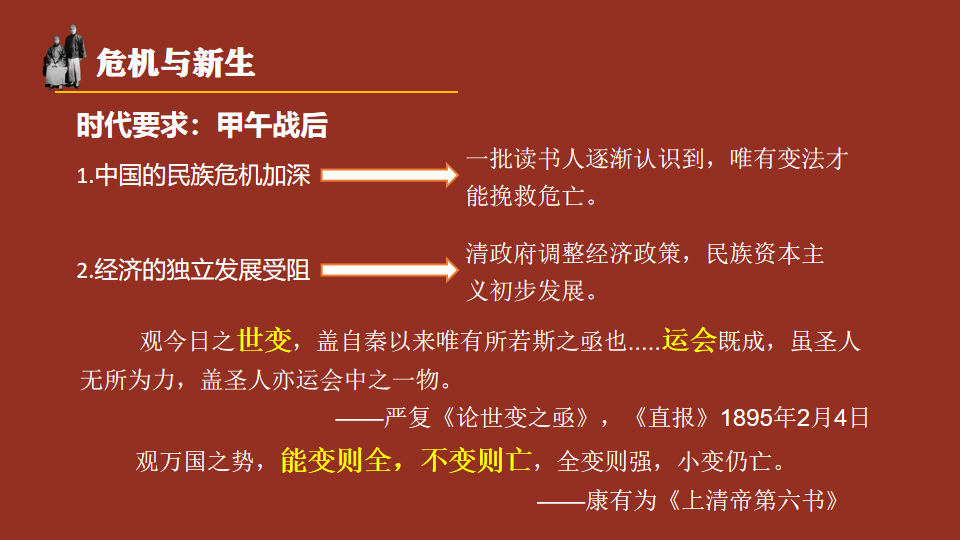 危机与新生
时代要求：甲午战后
1.中国的民族危机加深
一批读书人逐渐认识到，唯有变法才
能挽救危亡。
2.经济的独立发展受阻
清政府调整经济政策，民族资本主
义初步发展。
观今日之世变，盖自秦以来唯有所若斯之亟也.....运会既成，虽圣人
无所为力，盖圣人亦运会中之一物。
——严复《论世变之亟》，《直报》1895年2月4日
观万国之势，能变则全，不变则亡，全变则强，小变仍亡。
——康有为《上清帝第六书》